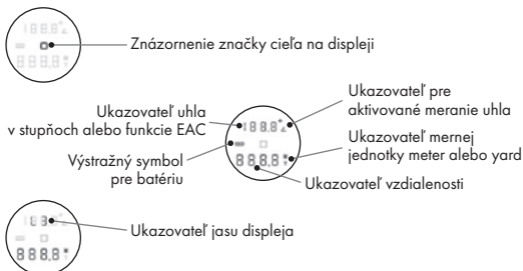 Znázornenie značky cieľa na displeji
Ukazovateľ uhla
v stupňoch alebo funkcie EAC
Výstražný symbol
pre batériu
Ukazovateľ pre
aktivované meranie uhla
Ukazovateľ mernej
jednotky meter alebo yard
Ukazovateľ vzdialenosti
Ukazovateľ jasu displeja